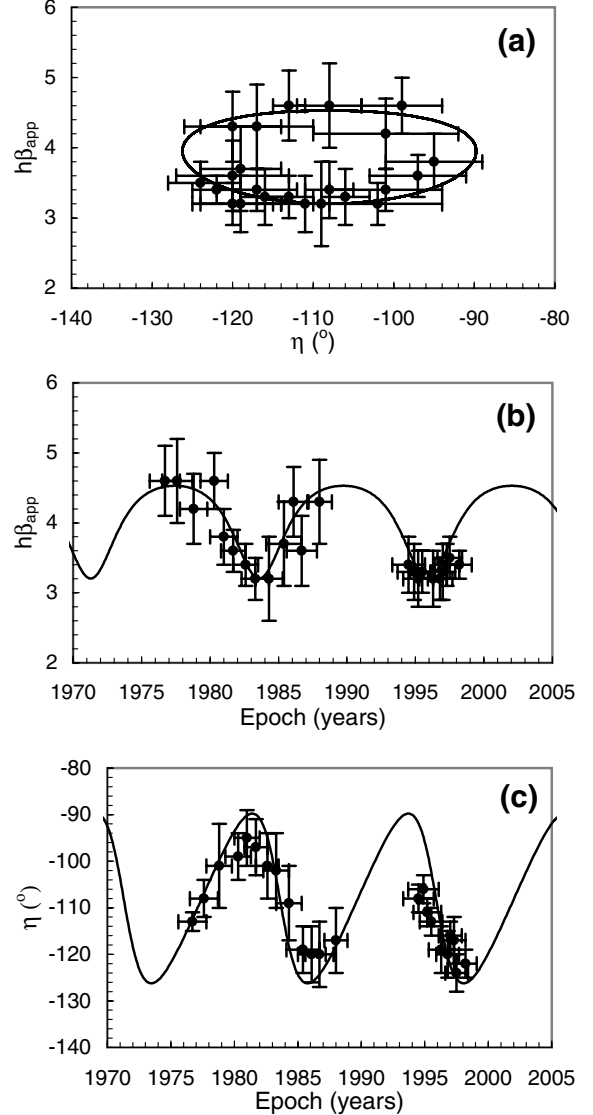 (a)
6
5
4
3
2
hβapp
-140 -130 -120 -110 -100 -90 -80
η (o)
(b)
6
5
4
3
2
hβapp
1970 1975 1980 1985 1990 1995 2000 2005
Epoch (years)
(c)
-80
-90
-100
-110
-120
-130
-140
η (o)
1970 1975 1980 1985 1990 1995 2000 2005
Epoch (years)